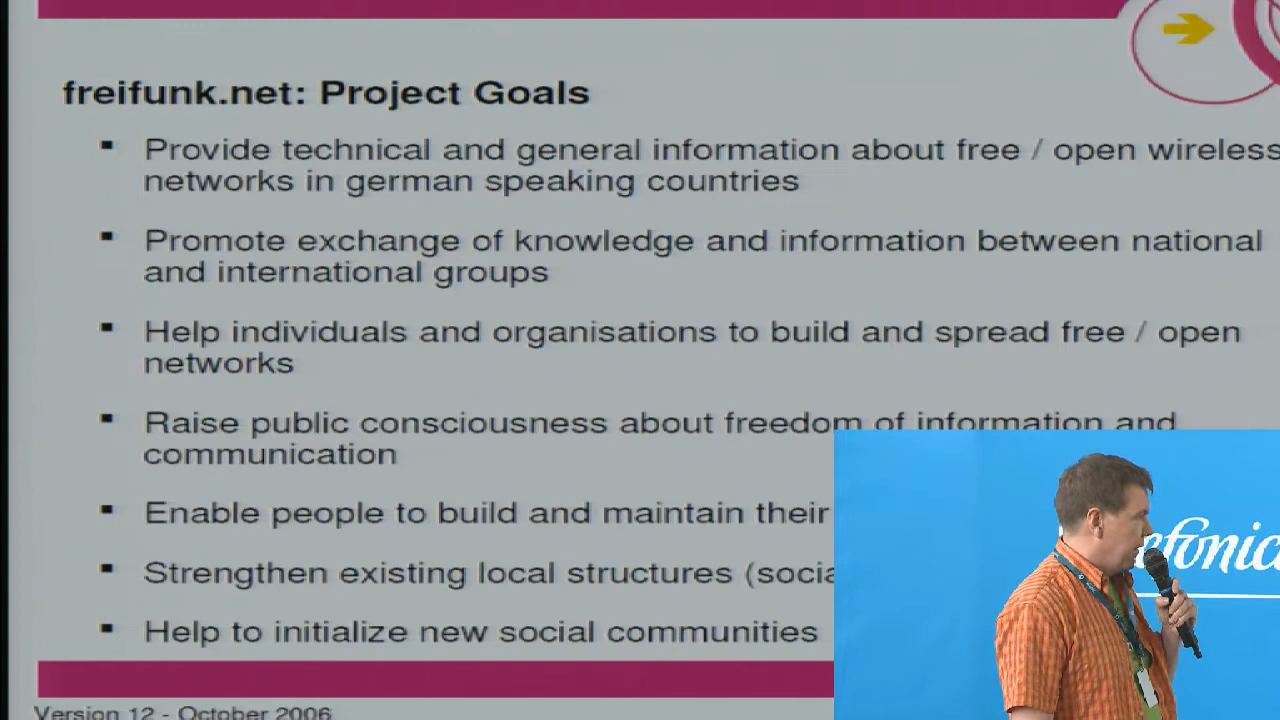 freifunk.net: Project Goals
Provide technical and general information about free / open wireless
networks in german speaking countries
Promote exchange of knowledge and information between national
and international groups
Help individuals and organisations to build and spread free / open
networks
Raise public consciousness about freedom of information and
communication
Enable people to build and maintain their
Strengthen existing local structures (socia
Help to initialize new social communities
Version 12 - October 2006
efónic